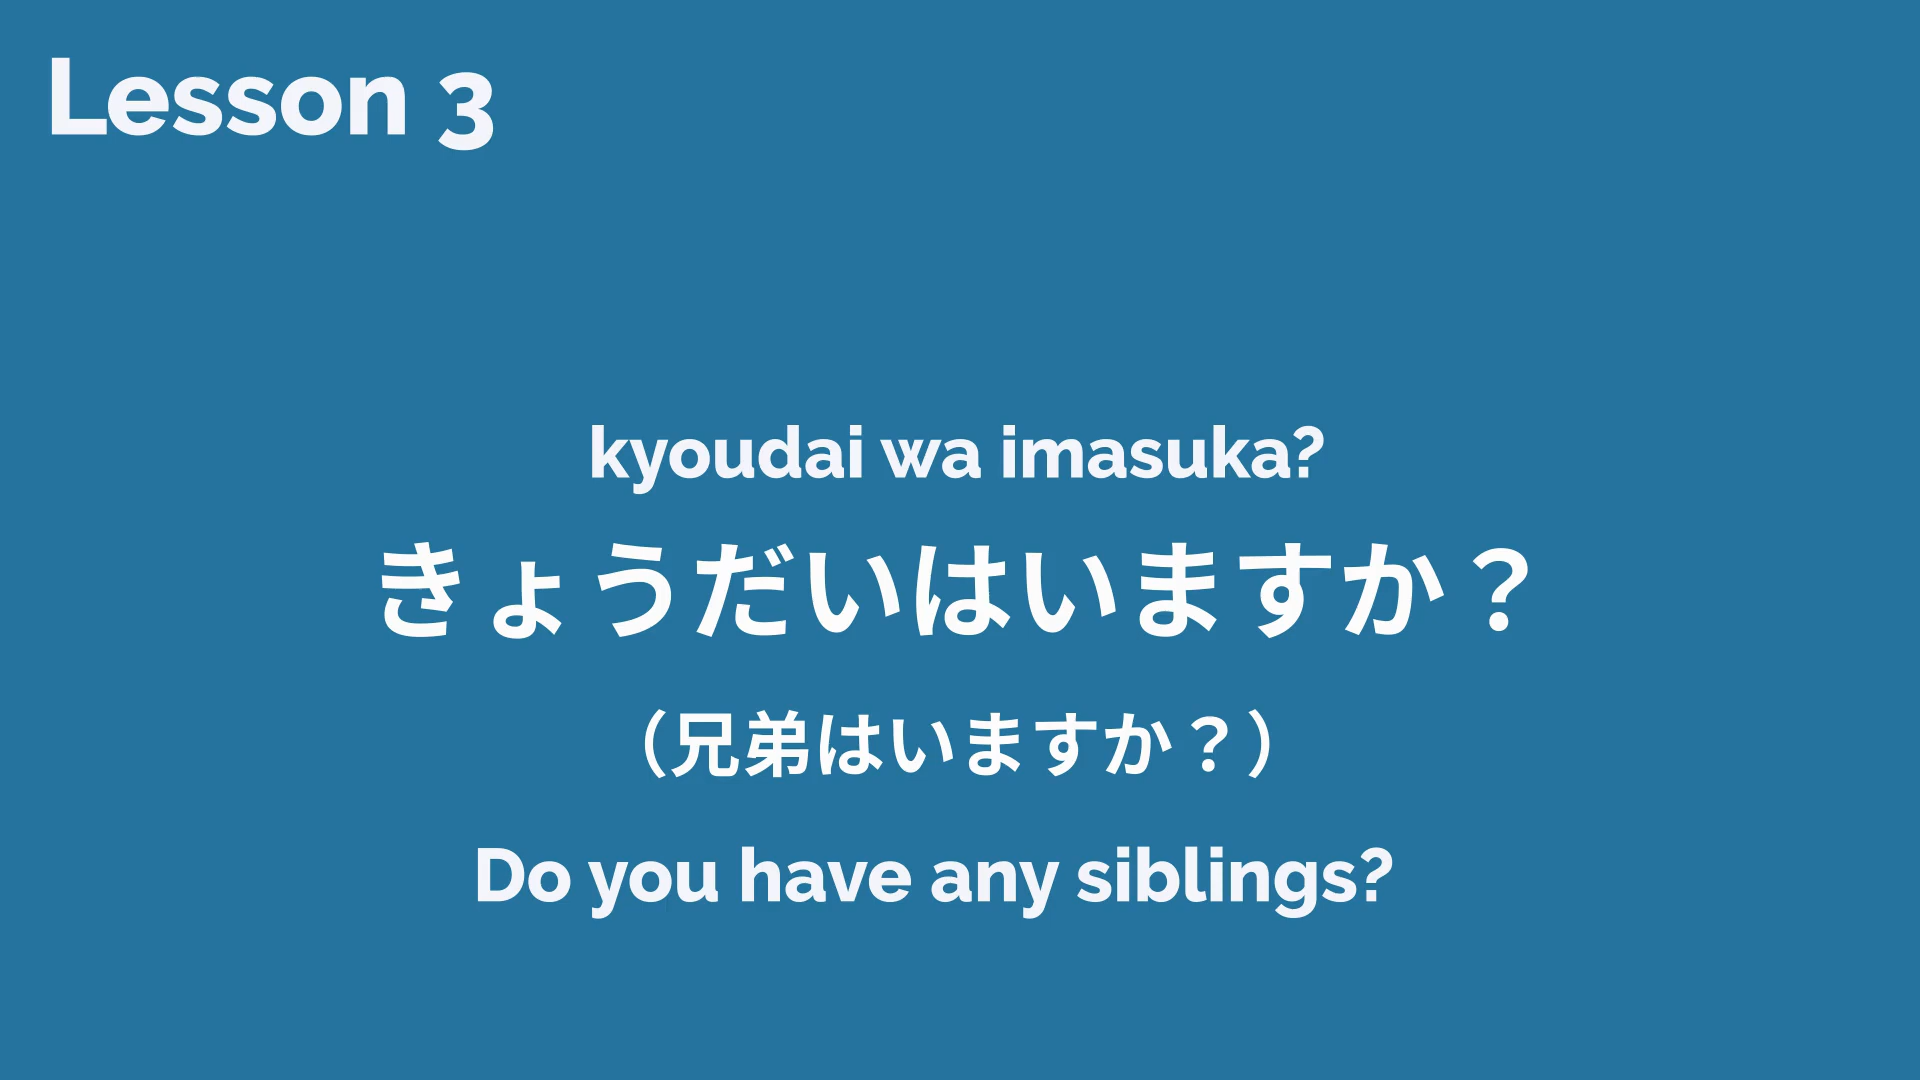 Lesson 3
kyoudai wa imasuka?
きょうだいはいますか？
（兄弟はいますか？）
Do you have any siblings?